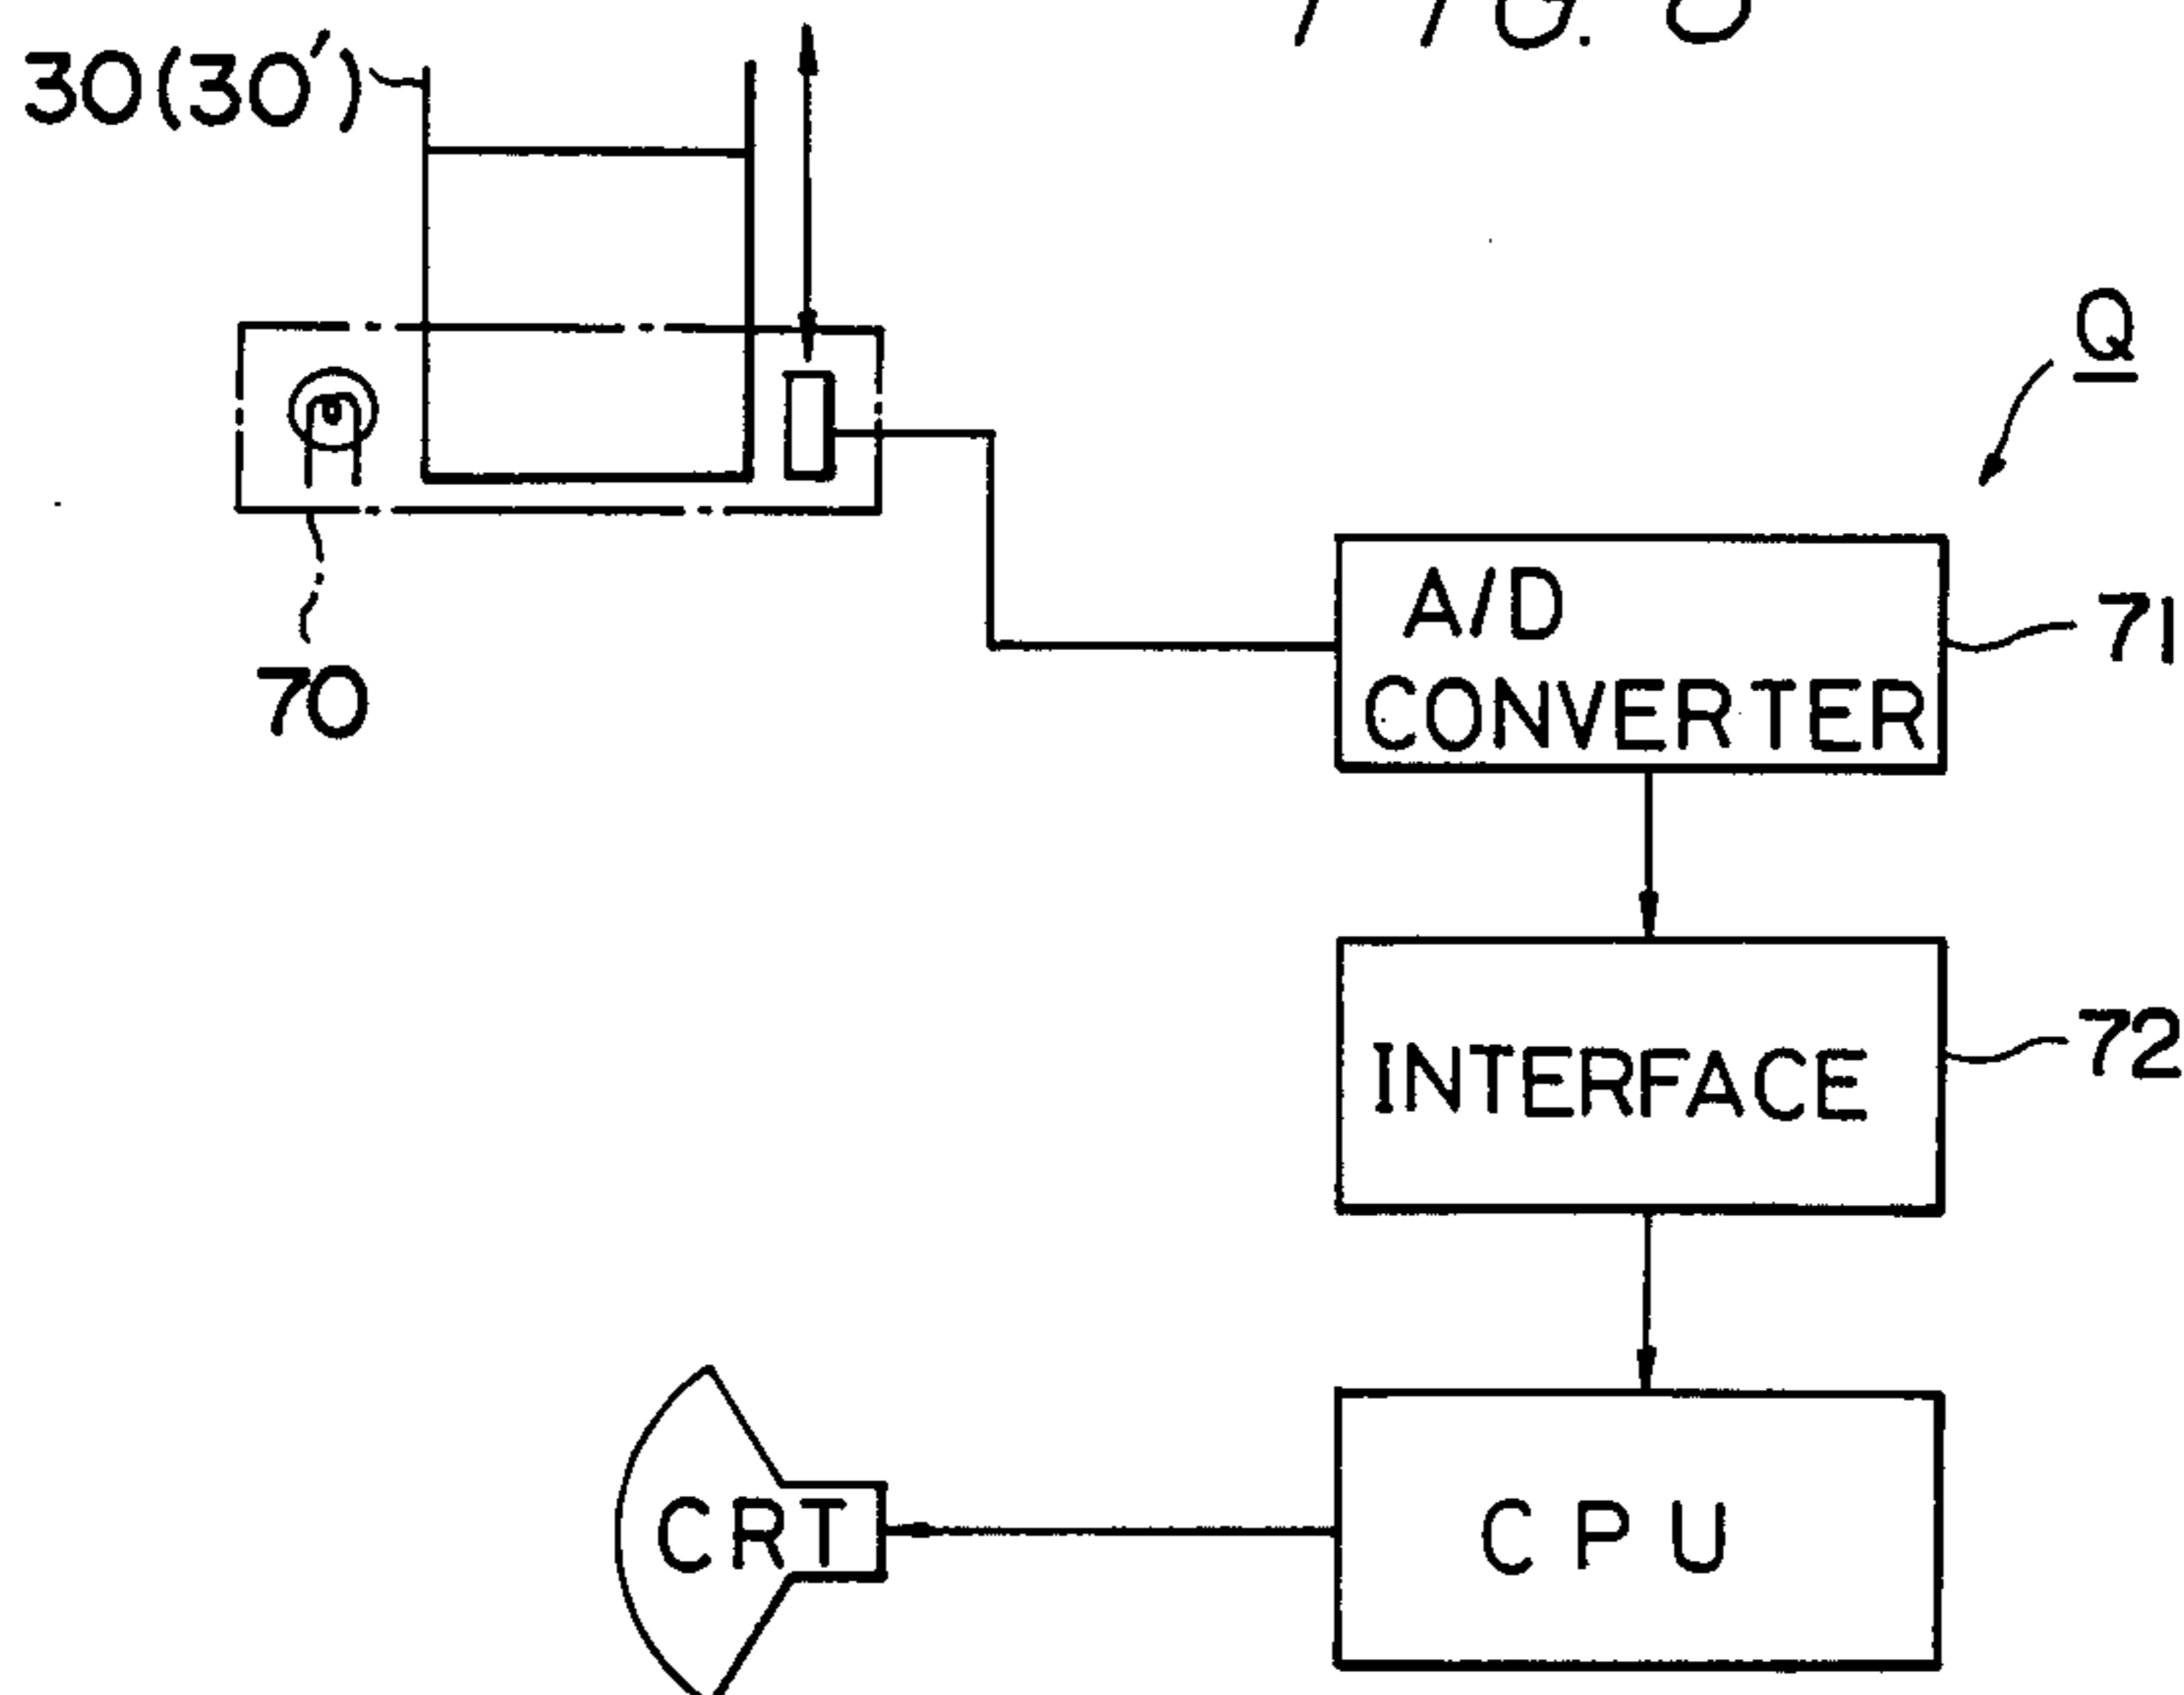 30(30')
Q
A/D
CONVERTER
71
70
INTERFACE
72
CRT
CPU